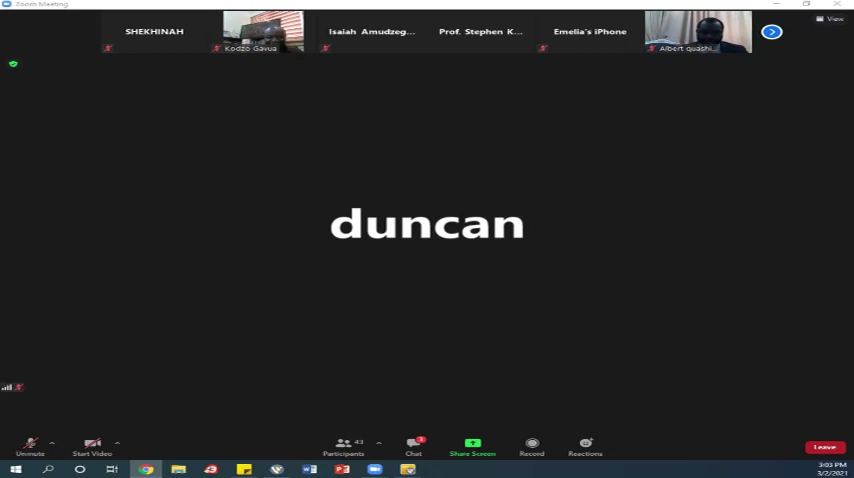 Zoom Meeting
View
SHEKHINAH
Kodzo Gavua
Isaiah Amudzeg...
Prof. Stephen K...
Emelia's iPhone
Albert quashi...
duncan
Unmute
Start Video
43
Participants
3
Chat
Share Screen
Record
Reactions
Leave
3:03 PM
3/2/2021